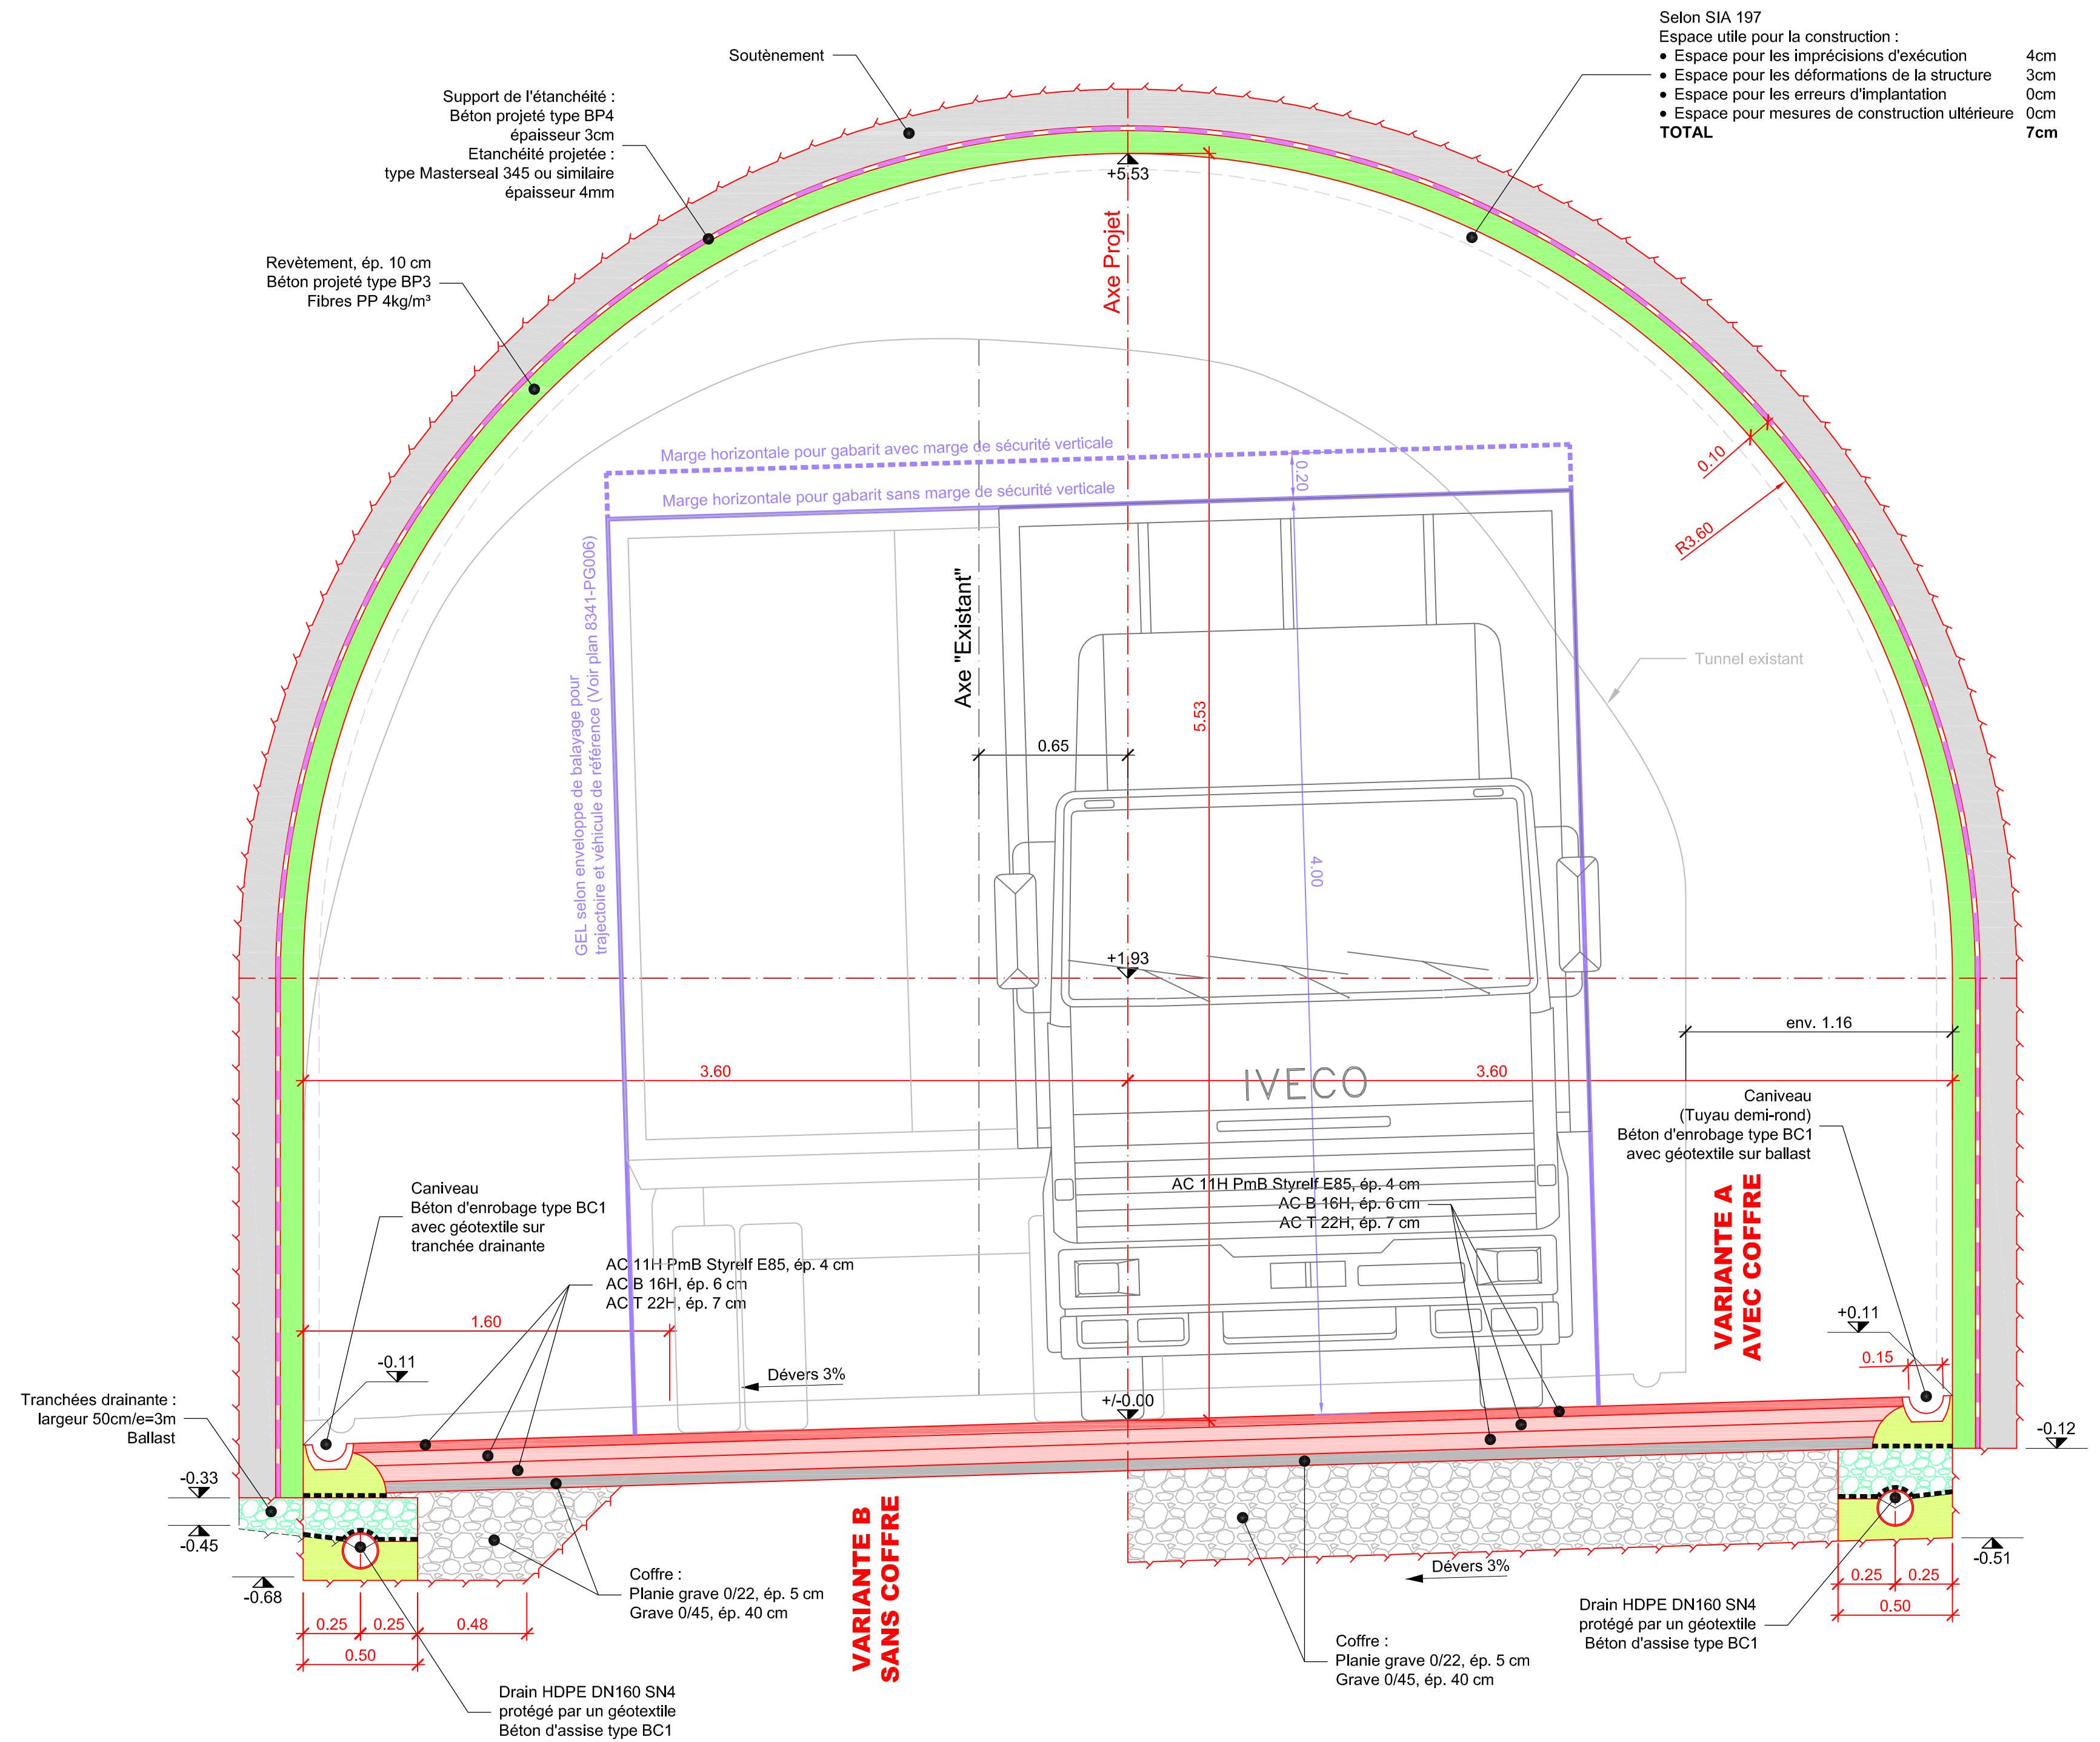 Selon SIA 197
Espace utile pour la construction :
• Espace pour les imprécisions d'exécution 4cm
• Espace pour les déformations de la structure 3cm
• Espace pour les erreurs d'implantation 0cm
• Espace pour mesures de construction ultérieure 0cm
TOTAL 7cm
Soutènement
Support de l'étanchéité :
Béton projeté type BP4
épaisseur 3cm
Etanchéité projetée :
type Masterseal 345 ou similaire
épaisseur 4mm
+5.53
Axe Projet
Revètement, ép. 10 cm
Béton projeté type BP3
Fibres PP 4kg/m³
Marge horizontale pour gabarit avec marge de sécurité verticale
0.20
Marge horizontale pour gabarit sans marge de sécurité verticale
0.10
R3.60
GEL selon enveloppe de balayage pour
trajectoire et véhicule de référence (Voir plan 8341-PG006)
Axe "Existant"
Tunnel existant
5.53
0.65
4.00
+1.93
env. 1.16
3.60
3.60
IVECO
Caniveau
(Tuyau demi-rond)
Béton d'enrobage type BC1
avec géotextile sur ballast
Caniveau
Béton d'enrobage type BC1
avec géotextile sur
tranchée drainante
AC 11H PmB Styrelf E85, ép. 4 cm
AC B 16H, ép. 6 cm
AC T 22H, ép. 7 cm
VARIANTE A
AVEC COFFRE
AC 11H PmB Styrelf E85, ép. 4 cm
AC B 16H, ép. 6 cm
AC T 22H, ép. 7 cm
1.60
+0.11
0.15
-0.11
Dévers 3%
+/-0.00
Tranchées drainante :
largeur 50cm/e=3m
Ballast
-0.12
-0.33
-0.45
-0.68
VARIANTE B
SANS COFFRE
-0.51
Dévers 3%
Coffre :
Planie grave 0/22, ép. 5 cm
Grave 0/45, ép. 40 cm
0.25
0.25
0.48
0.50
0.25
0.25
0.50
Drain HDPE DN160 SN4
protégé par un géotextile
Béton d'assise type BC1
Coffre :
Planie grave 0/22, ép. 5 cm
Grave 0/45, ép. 40 cm
Drain HDPE DN160 SN4
protégé par un géotextile
Béton d'assise type BC1